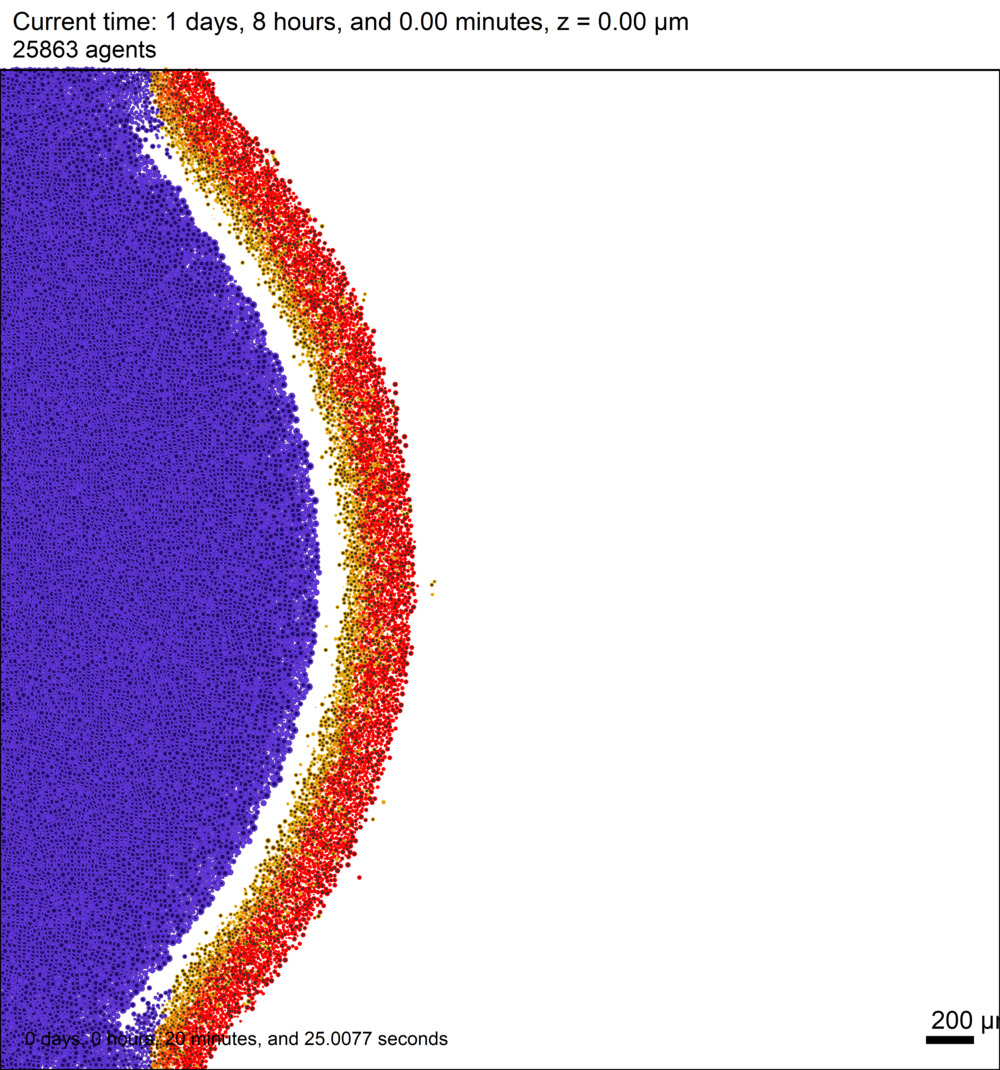 Current time: 1 days, 8 hours, and 0.00 minutes, z = 0.00 μm
25863 agents
200 μ
0 days, 0 hours, 20 minutes, and 25.0077 seconds